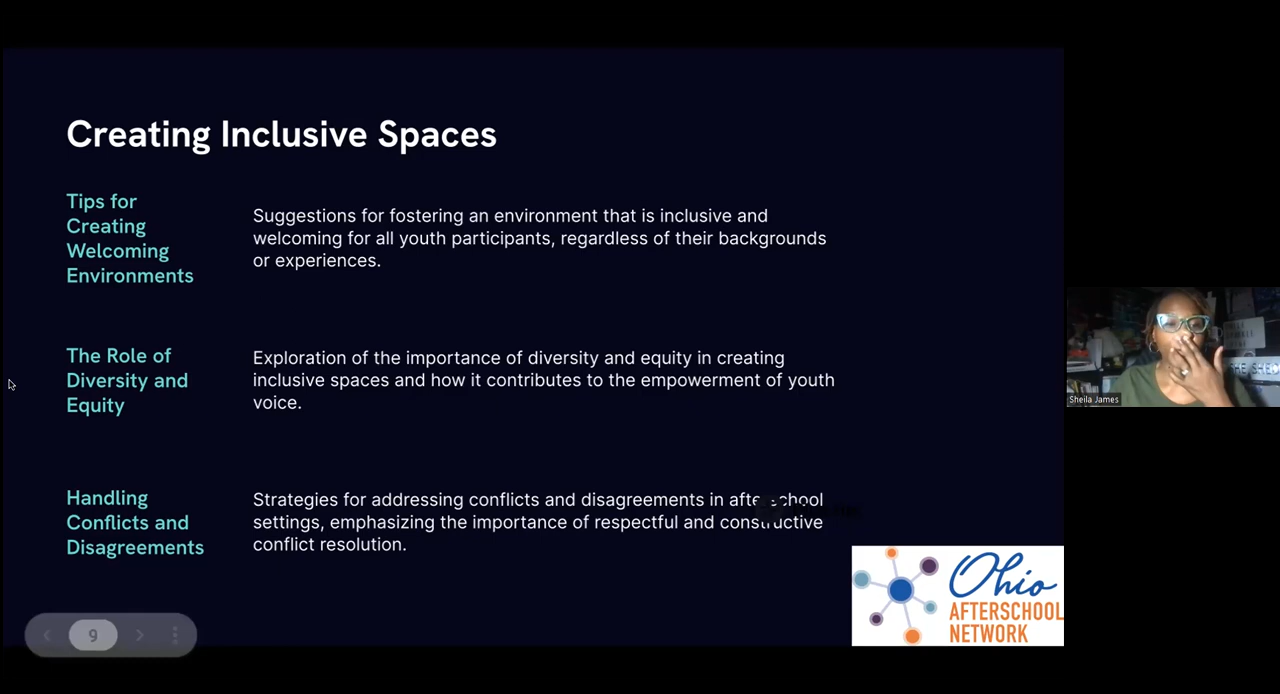 Creating Inclusive Spaces
Tips for
Creating
Welcoming
Environments
Suggestions for fostering an environment that is inclusive and
welcoming for all youth participants, regardless of their backgrounds
or experiences.
The Role of
Diversity and
Equity
Exploration of the importance of diversity and equity in creating
inclusive spaces and how it contributes to the empowerment of youth
voice.
Handling
Conflicts and
Disagreements
Strategies for addressing conflicts and disagreements in afterschool
settings, emphasizing the importance of respectful and constructive
conflict resolution.
9
Ohio
AFTERSCHOOL
NETWORK
Sheila James
THE SHED